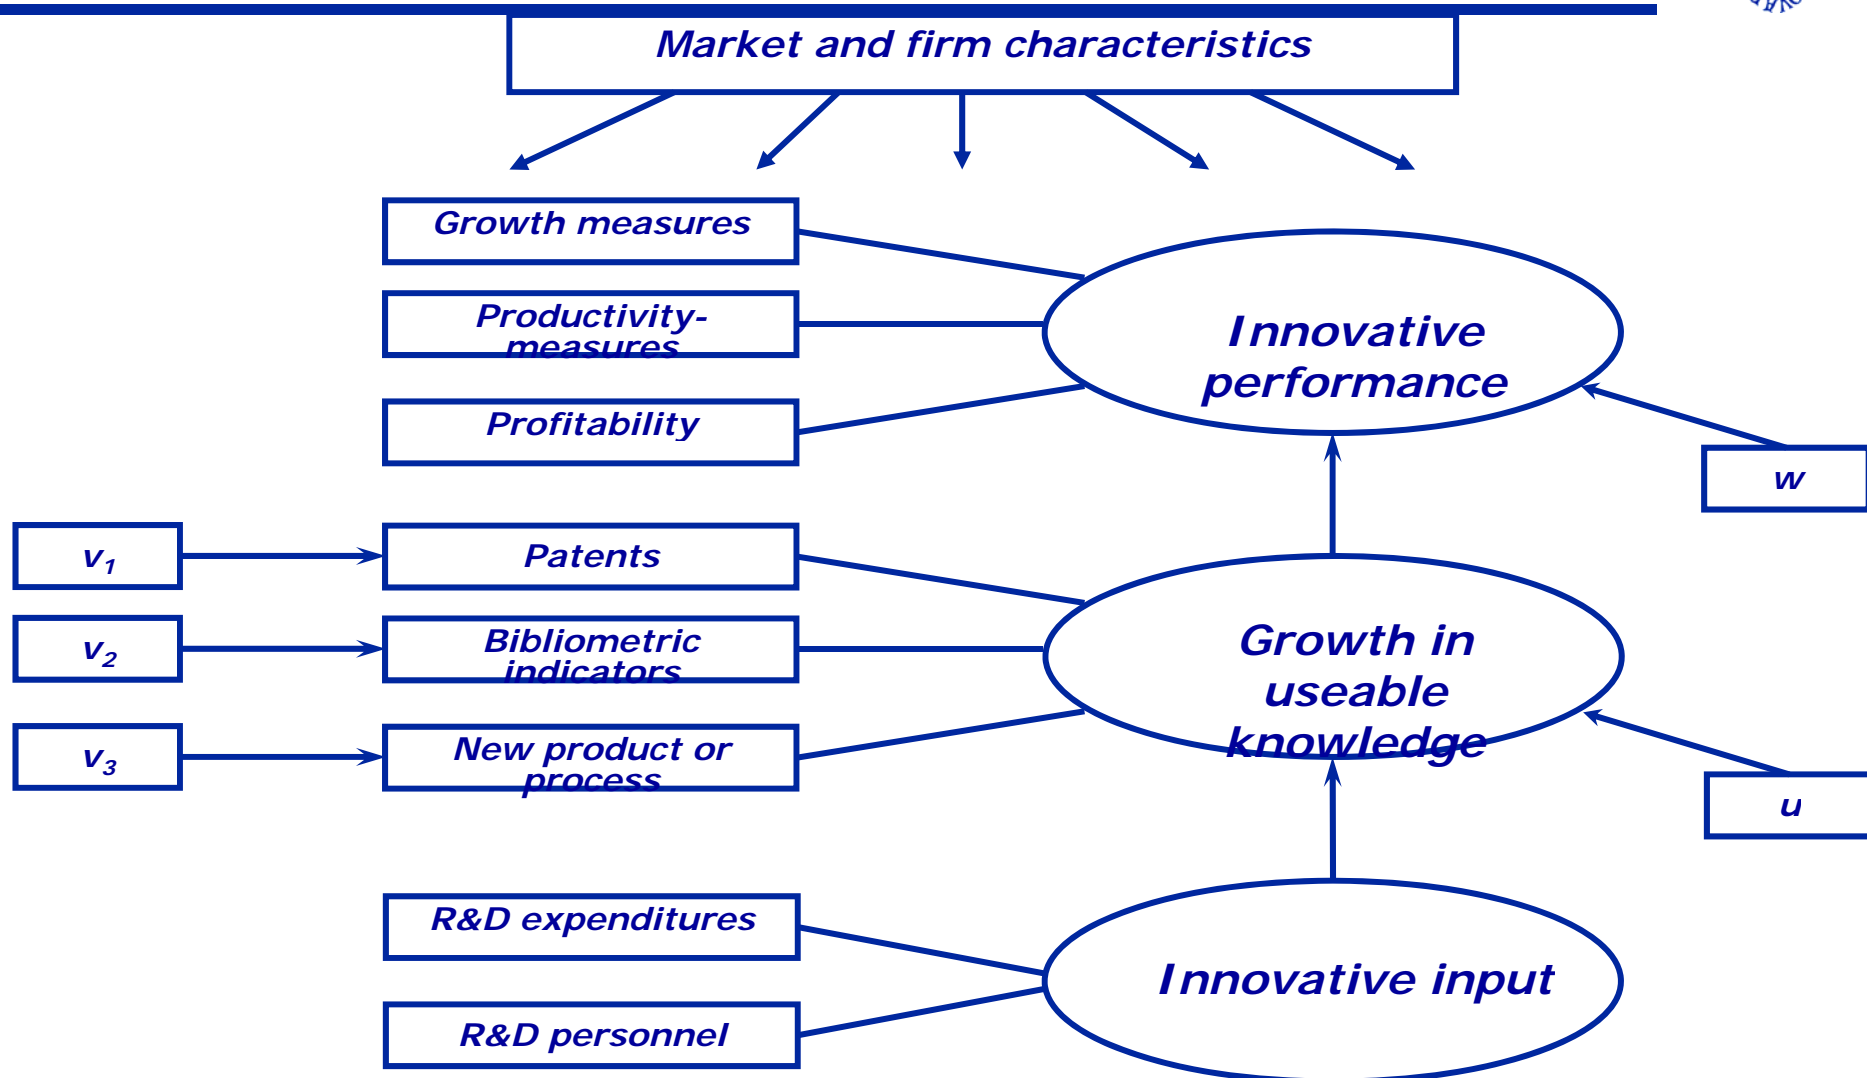 Market and firm characteristics
Growth measures
Productivity-
measures
Innovative
performance
Profitability
w
v1
Patents
v2
Bibliometric
indicators
Growth in
useable
knowledge
v3
New product or
process
u
R&D expenditures
Innovative input
R&D personnel